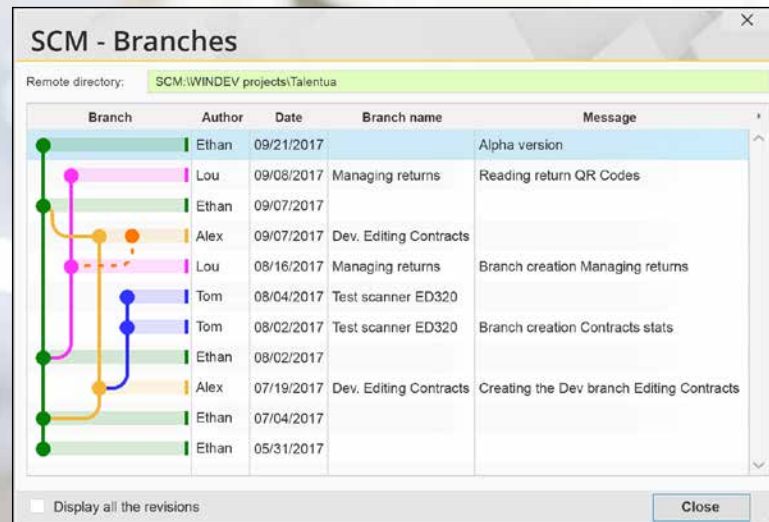 SCM - Branches
Remote directory: SCM:\WINDEV projects\Talentua
Branch Author Date Branch name Message
Ethan 09/21/2017 Alpha version
Lou 09/08/2017 Managing returns Reading return QR Codes
Ethan 09/07/2017
Alex 09/07/2017 Dev. Editing Contracts
Lou 08/16/2017 Managing returns Branch creation Managing returns
Tom 08/04/2017 Test scanner ED320
Tom 08/02/2017 Test scanner ED320 Branch creation Contracts stats
Ethan 08/02/2017
Alex 07/19/2017 Dev. Editing Contracts Creating the Dev branch Editing Contracts
Ethan 07/04/2017
Ethan 05/31/2017
Display all the revisions Close